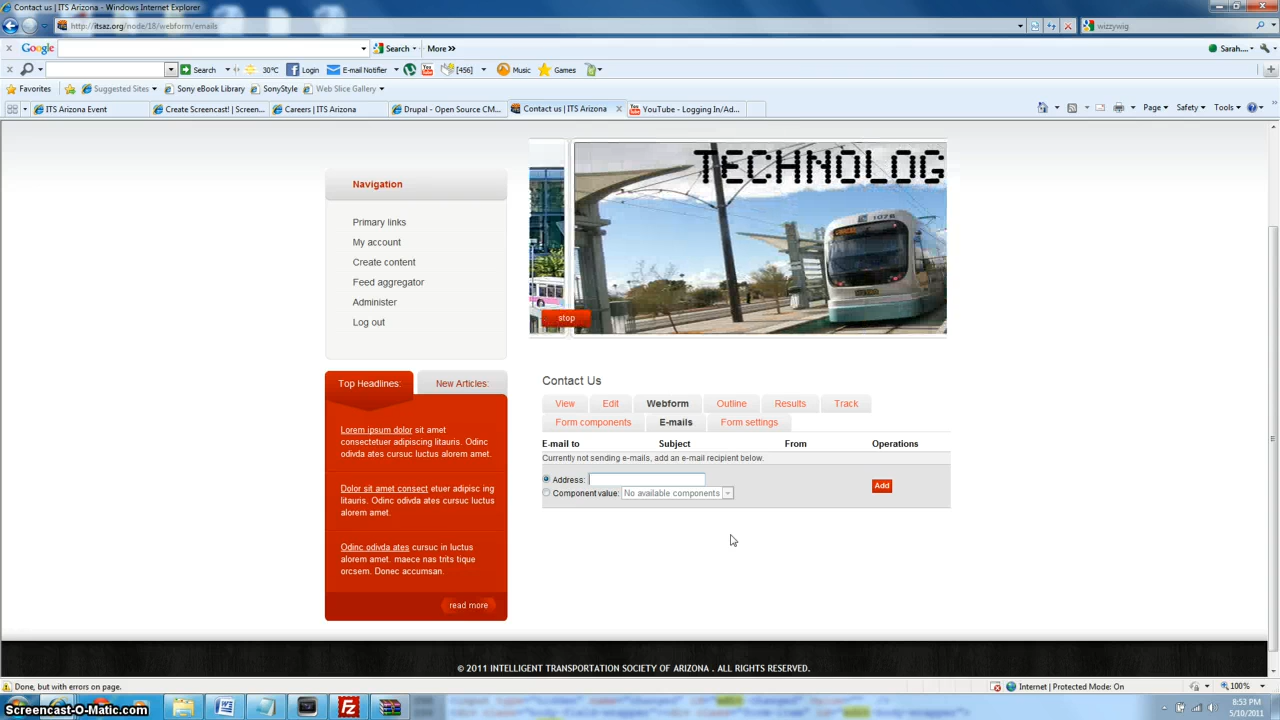 Contact us | ITS Arizona - Windows Internet Explorer
http://itsaz.org/node/18/webform/emails
wizzywig
Google
Search
More »
Sarah...
Search
30°C
Login
E-mail Notifier
[456]
Music
Games
Favorites
Suggested Sites
Sony eBook Library
SonyStyle
Web Slice Gallery
ITS Arizona Event
Create Screencast! | Screen...
Careers | ITS Arizona
Drupal - Open Source CM...
Contact us | ITS Arizona
YouTube - Logging In/Ad...
Page
Safety
Tools
TECHNOLOG
Navigation
Primary links
My account
Create content
Feed aggregator
Administer
Log out
stop
Top Headlines:
New Articles:
Lorem ipsum dolor sit amet
consectetuer adipiscing litauris. Odinc
odivda ates cursuc luctus alorem amet.
Dolor sit amet consect etuer adipisc ing
litauris. Odinc odivda ates cursuc luctus
alorem amet.
Odinc odivda ates cursuc in luctus
alorem amet. maece nas trits tique
orcsem. Donec accumsan.
read more
Contact Us
View
Edit
Webform
Outline
Results
Track
Form components
E-mails
Form settings
E-mail to
Subject
From
Operations
Currently not sending e-mails, add an e-mail recipient below.
Address:
Component value:
No available components
Add
© 2011 INTELLIGENT TRANSPORTATION SOCIETY OF ARIZONA . ALL RIGHTS RESERVED.
Done, but with errors on page.
Internet | Protected Mode: On
100%
Screencast-O-Matic.com
8:53 PM
5/10/2011